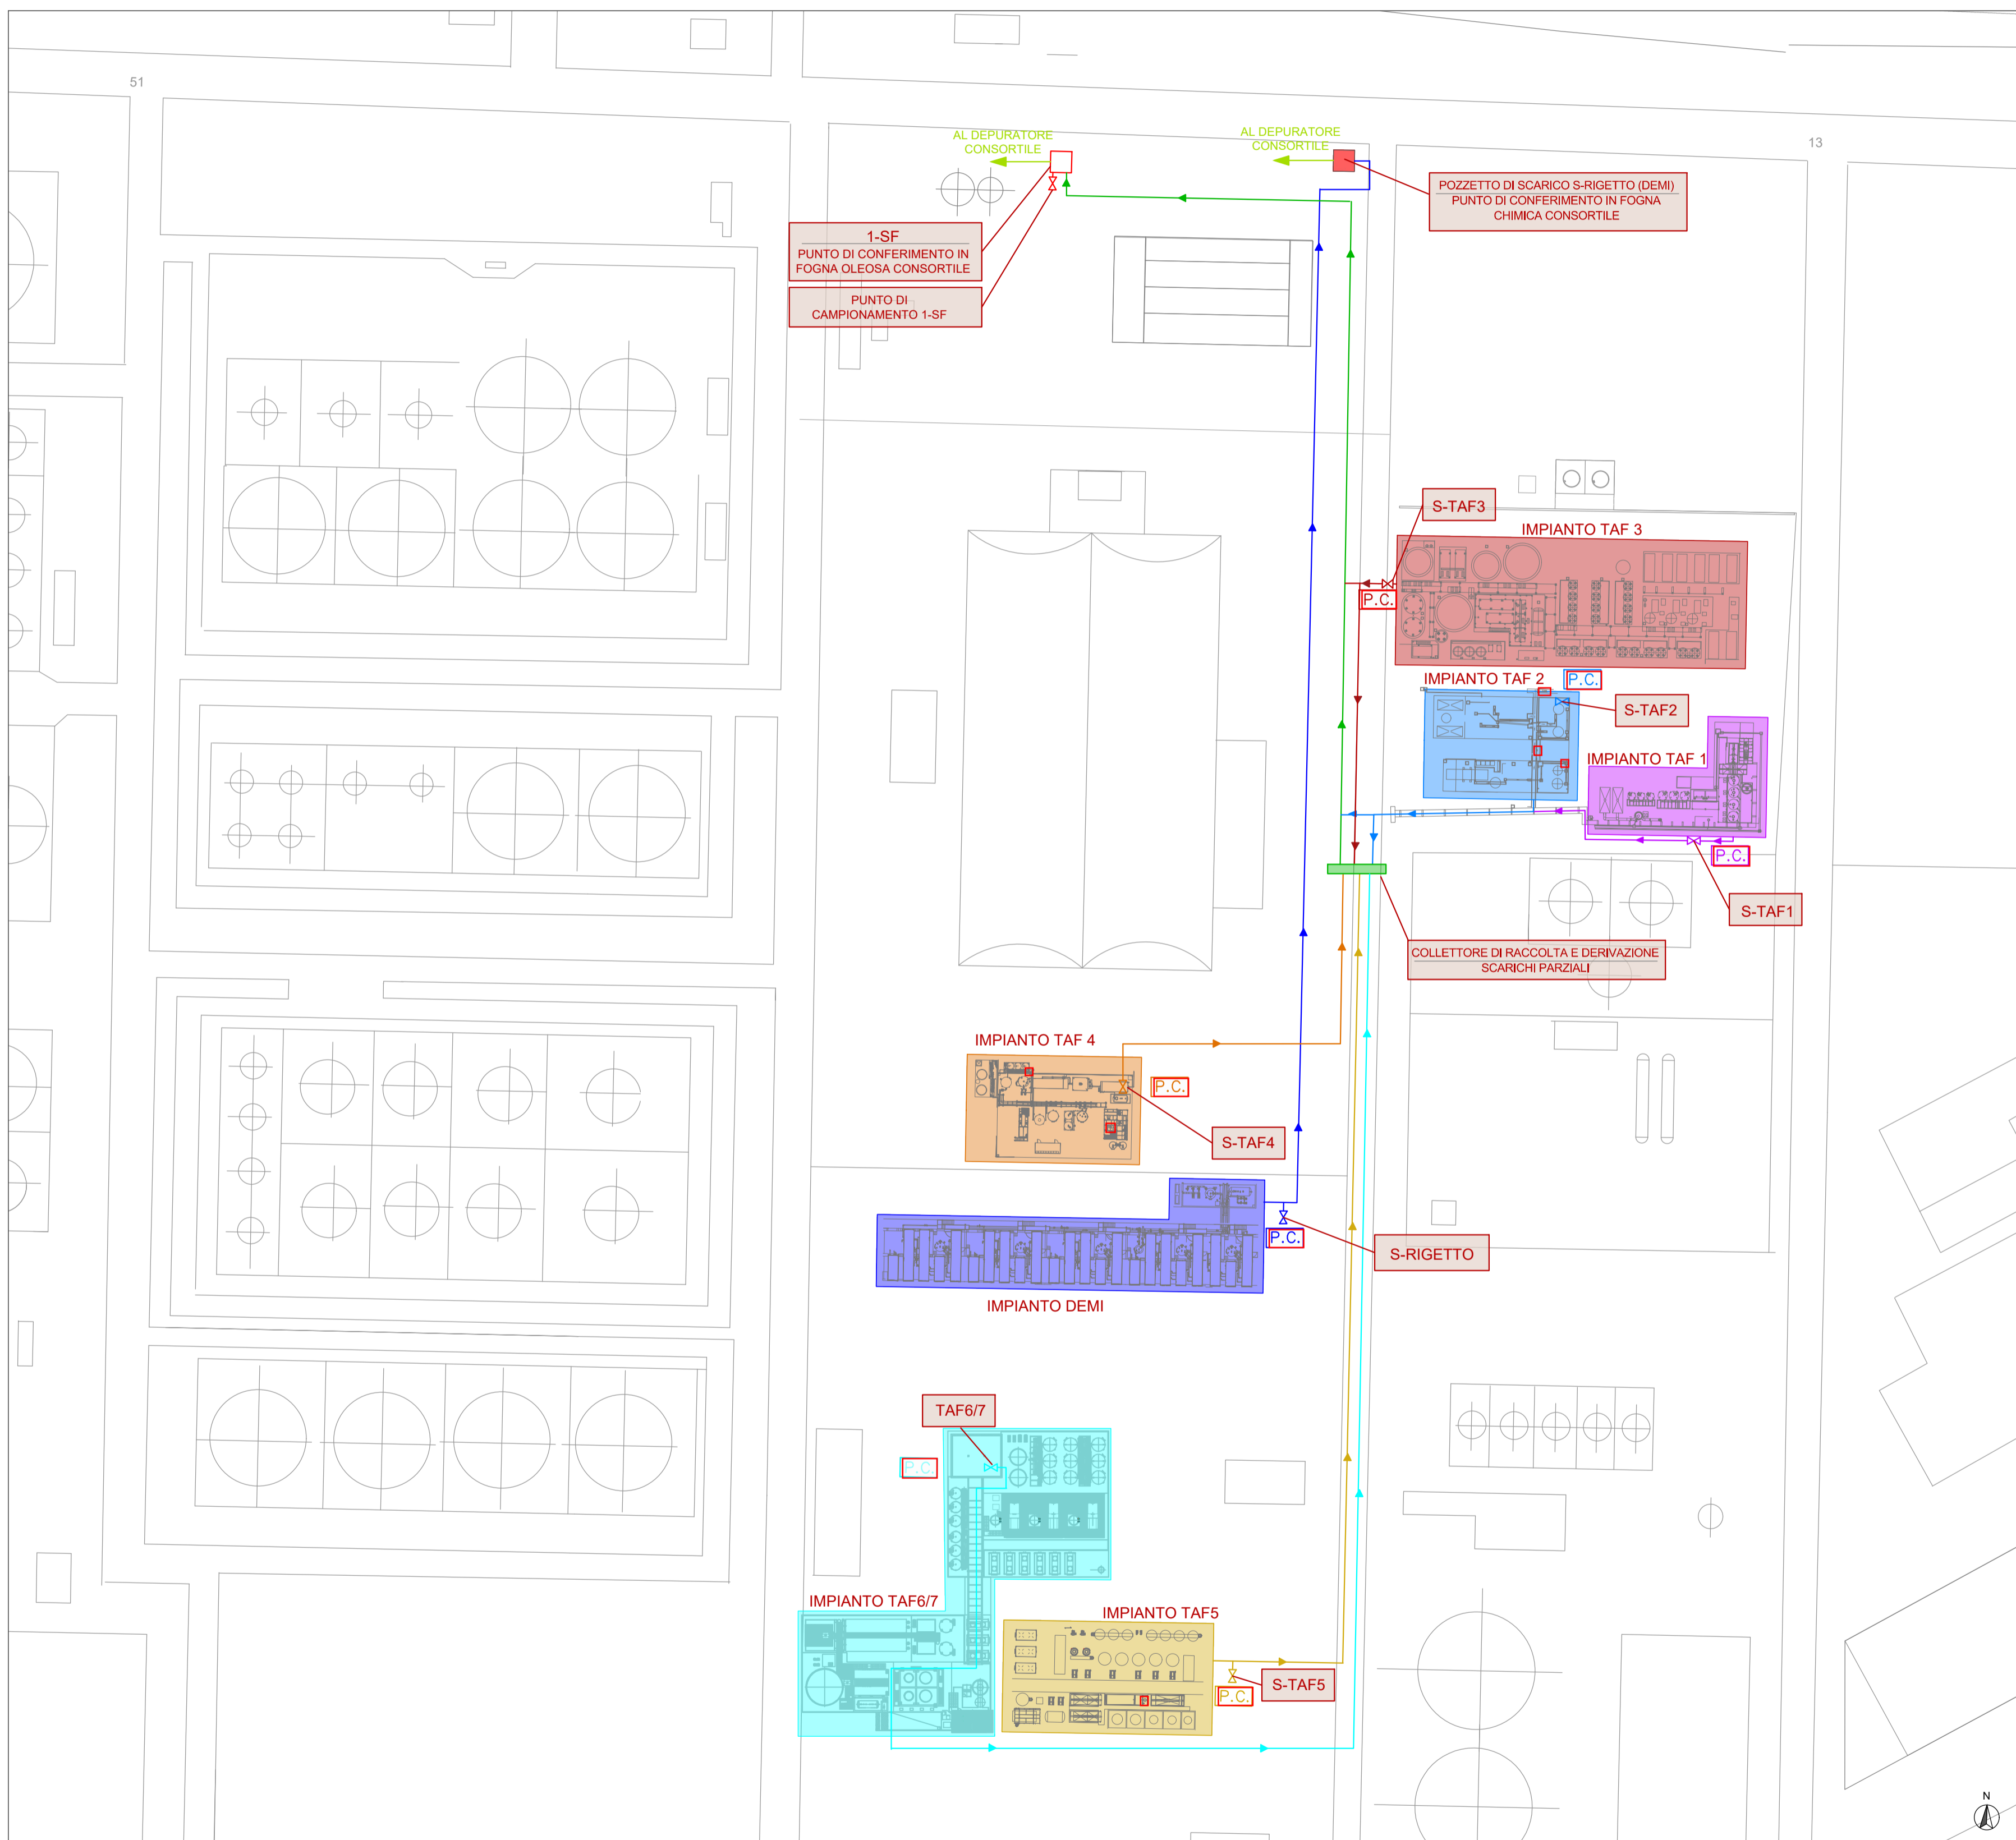 51
13
AL DEPURATORE
CONSORTILE
AL DEPURATORE
CONSORTILE
POZZETTO DI SCARICO S-RIGETTO (DEMI)
PUNTO DI CONFERIMENTO IN FOGNA
CHIMICA CONSORTILE
1-SF
PUNTO DI CONFERIMENTO IN
FOGNA OLEOSA CONSORTILE
PUNTO DI
CAMPIONAMENTO 1-SF
S-TAF3
IMPIANTO TAF 3
P.C.
IMPIANTO TAF 2
P.C.
S-TAF2
IMPIANTO TAF 1
P.C.
S-TAF1
COLLETTORE DI RACCOLTA E DERIVAZIONE
SCARICHI PARZIALI
IMPIANTO TAF 4
P.C.
S-TAF4
P.C.
S-RIGETTO
IMPIANTO DEMI
TAF6/7
P.C.
IMPIANTO TAF6/7
IMPIANTO TAF5
S-TAF5
P.C.
N